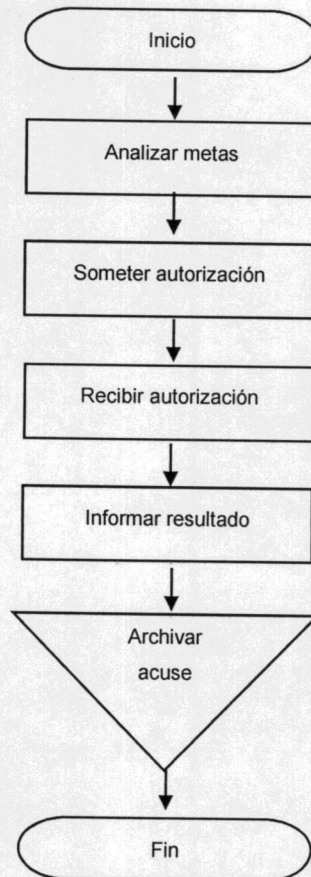 Inicio
Analizar metas
Someter autorización
Recibir autorización
Informar resultado
Archivar
acuse
Fin